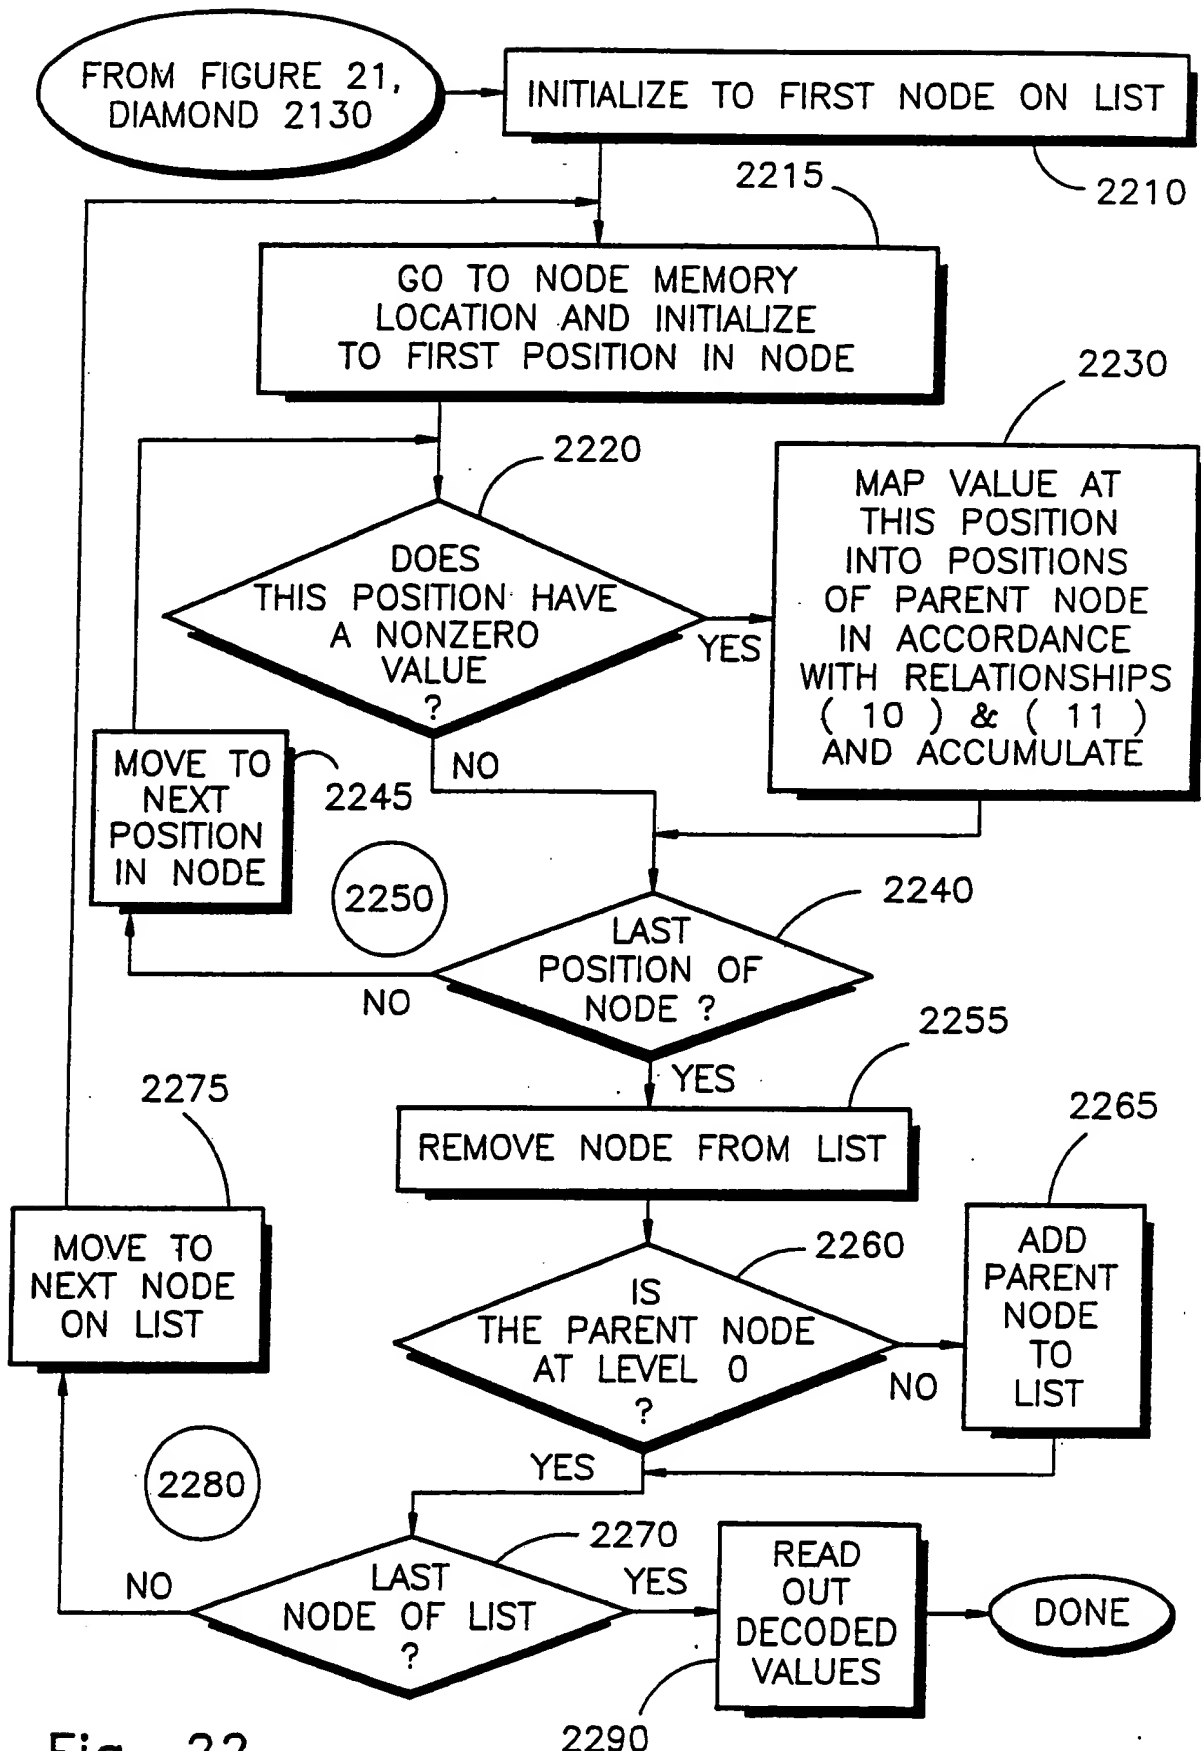 FROM FIGURE 21,
DIAMOND 2130
INITIALIZE TO FIRST NODE ON LIST
2210
2215
GO TO NODE MEMORY
LOCATION AND INITIALIZE
TO FIRST POSITION IN NODE
2220
DOES
THIS POSITION HAVE
A NONZERO
VALUE
?
YES
NO
2230
MAP VALUE AT
THIS POSITION
INTO POSITIONS
OF PARENT NODE
IN ACCORDANCE
WITH RELATIONSHIPS
( 10 ) & ( 11 )
AND ACCUMULATE
MOVE TO
NEXT
POSITION
IN NODE
2245
2250
2240
LAST
POSITION OF
NODE ?
NO
YES
2255
REMOVE NODE FROM LIST
2275
MOVE TO
NEXT NODE
ON LIST
2260
IS
THE PARENT NODE
AT LEVEL 0
?
NO
YES
2265
ADD
PARENT
NODE
TO
LIST
2280
2270
LAST
NODE OF LIST
?
NO
YES
READ
OUT
DECODED
VALUES
2290
DONE
Fig. 22